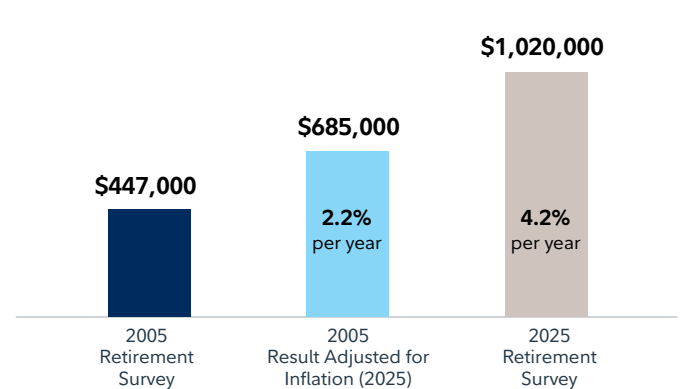 $1,020,000
$685,000
$447,000
2.2%
per year
4.2%
per year
2005
Retirement
Survey
2005
Result Adjusted for
Inflation (2025)
2025
Retirement
Survey